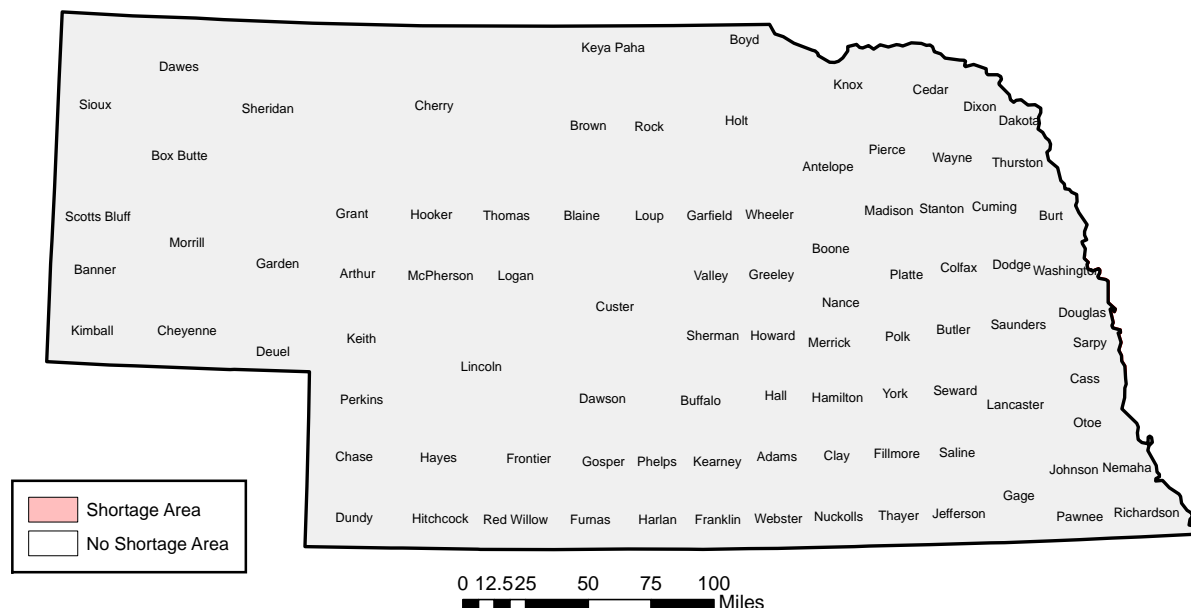 Keya Paha
Boyd
Dawes
Knox
Cedar
Sioux
Sheridan
Cherry
Dixon
Brown
Rock
Holt
Dakota
Box Butte
Antelope
Pierce
Wayne
Thurston
Scotts Bluff
Grant
Hooker
Thomas
Blaine
Loup
Garfield
Wheeler
Madison
Stanton
Cuming
Burt
Morrill
Boone
Banner
Garden
Arthur
McPherson
Logan
Valley
Greeley
Platte
Colfax
Dodge
Washington
Custer
Nance
Douglas
Kimball
Cheyenne
Deuel
Keith
Lincoln
Sherman
Howard
Merrick
Polk
Butler
Saunders
Sarpy
Perkins
Dawson
Buffalo
Hall
Hamilton
York
Seward
Lancaster
Cass
Otoe
Chase
Hayes
Frontier
Gosper
Phelps
Kearney
Adams
Clay
Fillmore
Saline
Johnson
Nemaha
Gage
Dundy
Hitchcock
Red Willow
Furnas
Harlan
Franklin
Webster
Nuckolls
Thayer
Jefferson
Pawnee
Richardson
Shortage Area
No Shortage Area
0 12.5 25 50 75 100
Miles